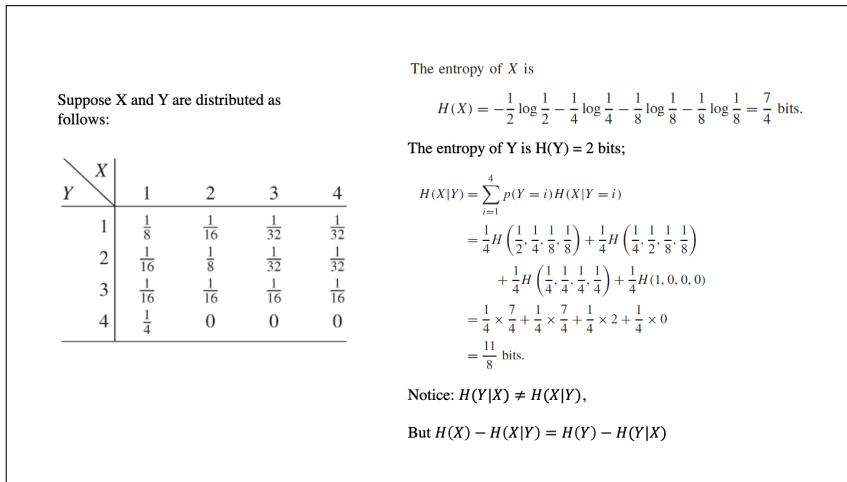 Suppose X and Y are distributed as
follows:
X
Y 1 2 3 4
1 1/8 1/16 1/32 1/32
2 1/16 1/8 1/32 1/32
3 1/16 1/16 1/16 1/16
4 1/4 0 0 0
The entropy of X is
H(X) = −1/2 log 1/2 − 1/4 log 1/4 − 1/8 log 1/8 − 1/8 log 1/8 = 7/4 bits.
The entropy of Y is H(Y) = 2 bits;
H(X|Y) = ∑_{i=1}^{4} p(Y = i)H(X|Y = i)
= 1/4 H (1/2, 1/4, 1/8, 1/8) + 1/4 H (1/4, 1/2, 1/8, 1/8)
+ 1/4 H (1/4, 1/4, 1/4, 1/4) + 1/4 H(1, 0, 0, 0)
= 1/4 × 7/4 + 1/4 × 7/4 + 1/4 × 2 + 1/4 × 0
= 11/8 bits.
Notice: H(Y|X) ≠ H(X|Y),
But H(X) − H(X|Y) = H(Y) − H(Y|X)